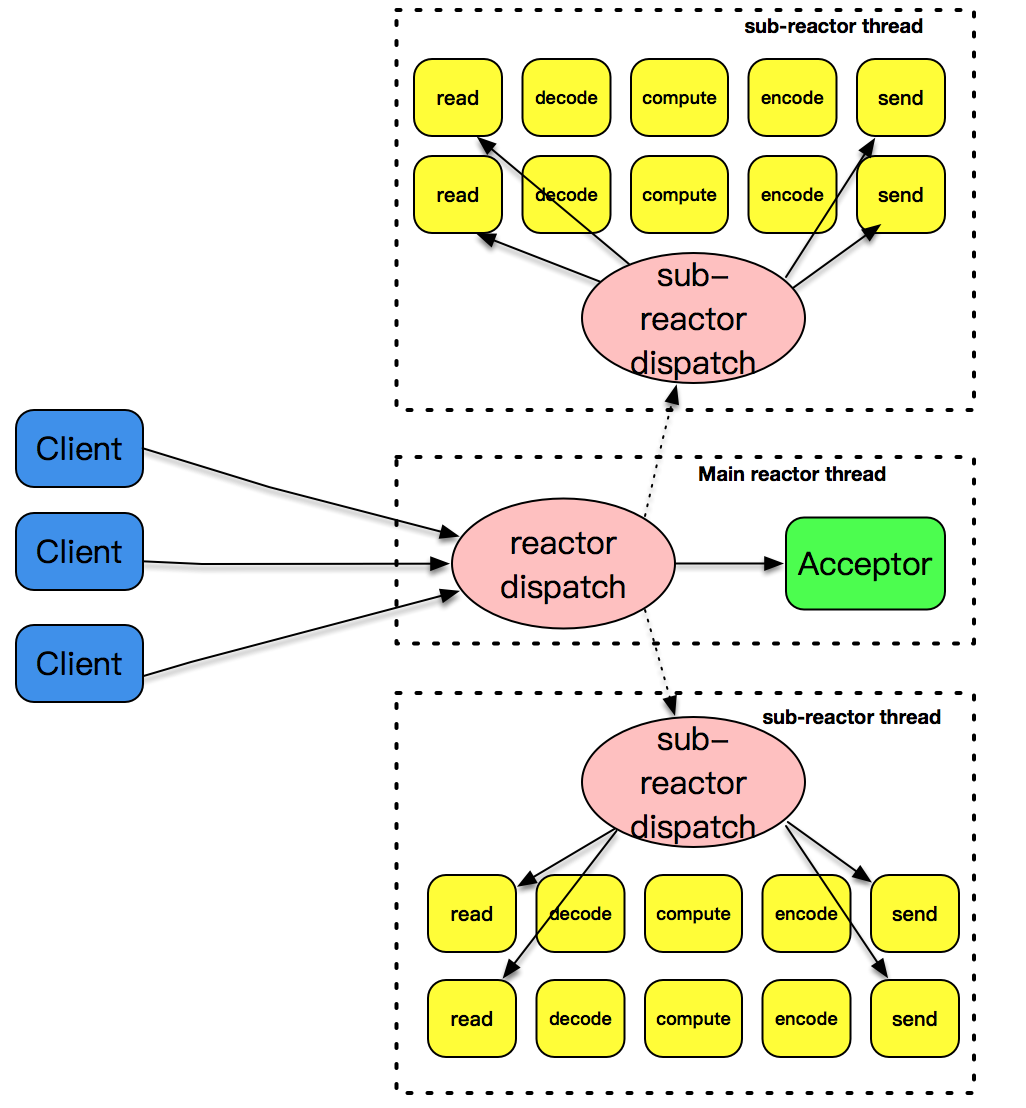 sub-reactor thread
read decode compute encode send
read decode compute encode send
sub-
reactor
dispatch
Client
Client
Client
Main reactor thread
reactor
dispatch
Acceptor
sub-reactor thread
sub-
reactor
dispatch
read decode compute encode send
read decode compute encode send